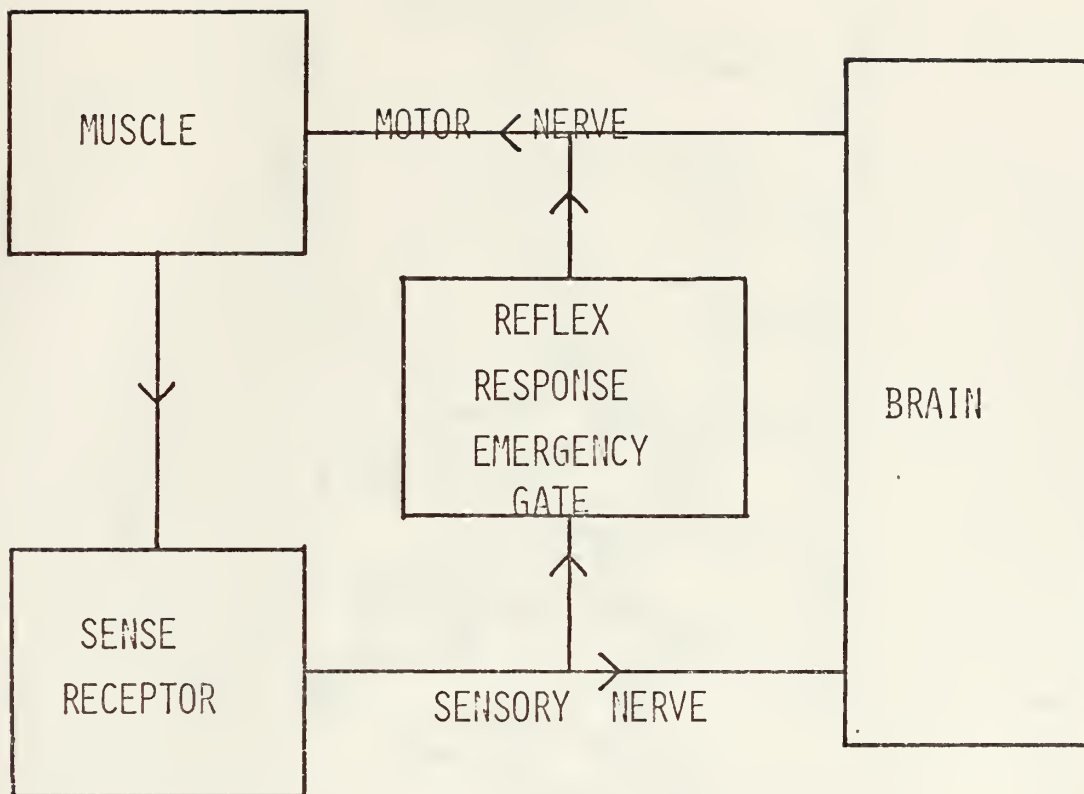 MUSCLE
MOTOR NERVE
REFLEX
RESPONSE
EMERGENCY
GATE
BRAIN
SENSE
RECEPTOR
SENSORY NERVE